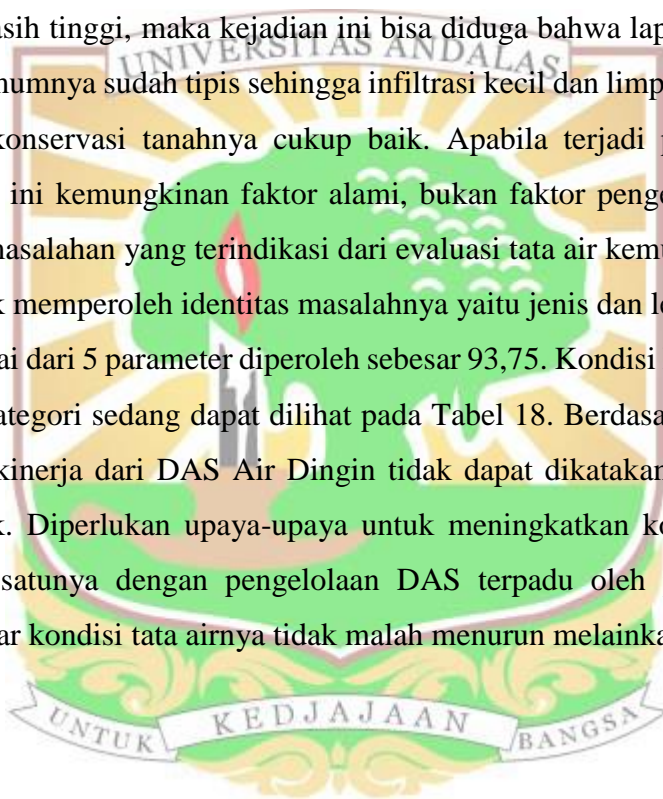 asih tinggi, maka kejadian ini bisa diduga bahwa lap
UNIVERSITAS ANDALAS
numnya sudah tipis sehingga infiltrasi kecil dan limp
konservasi tanahnya cukup baik. Apabila terjadi
ini kemungkinan faktor alami, bukan faktor penge
nasalahan yang terindikasi dari evaluasi tata air kemu
k memperoleh identitas masalahnya yaitu jenis dan lo
ai dari 5 parameter diperoleh sebesar 93,75. Kondisi
kategori sedang dapat dilihat pada Tabel 18. Berdasa
kinerja dari DAS Air Dingin tidak dapat dikatakan
k. Diperlukan upaya-upaya untuk meningkatkan ko
satunya dengan pengelolaan DAS terpadu oleh
ar kondisi tata airnya tidak malah menurun melainka
UNTUK KEDJAJAAN BANGSA